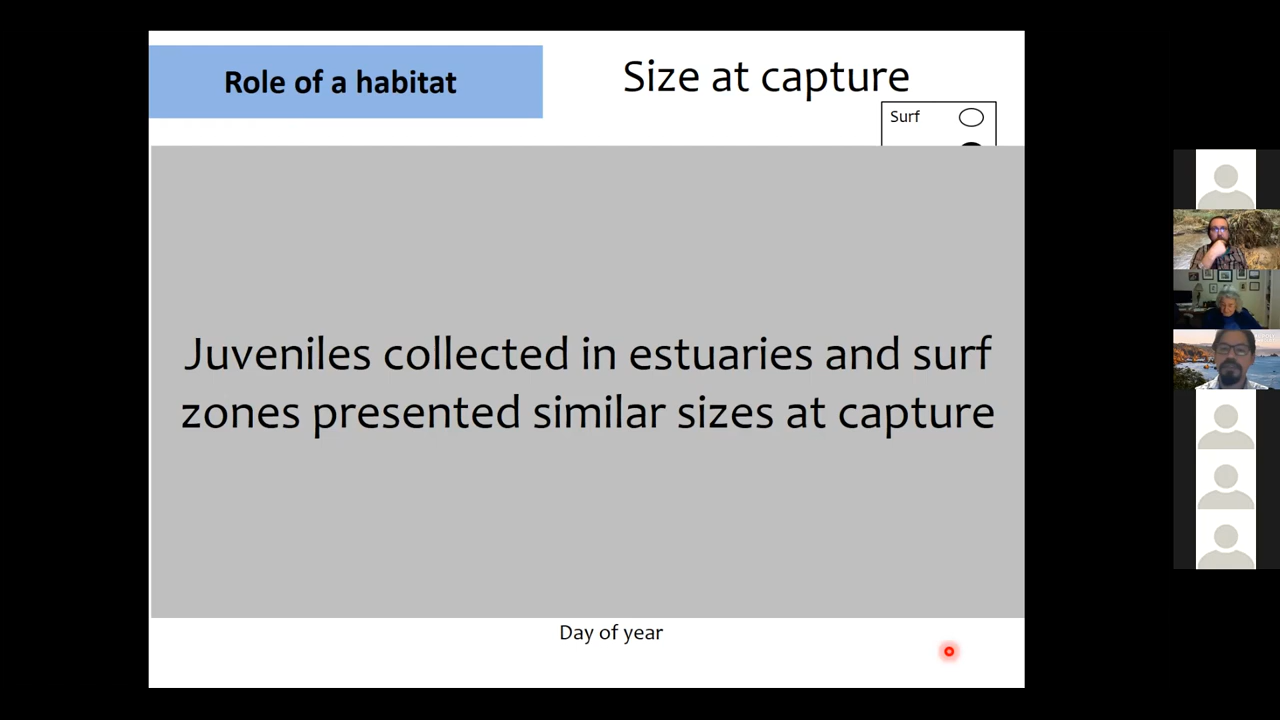 Role of a habitat
Size at capture
Surf
Juveniles collected in estuaries and surf
zones presented similar sizes at capture
Day of year